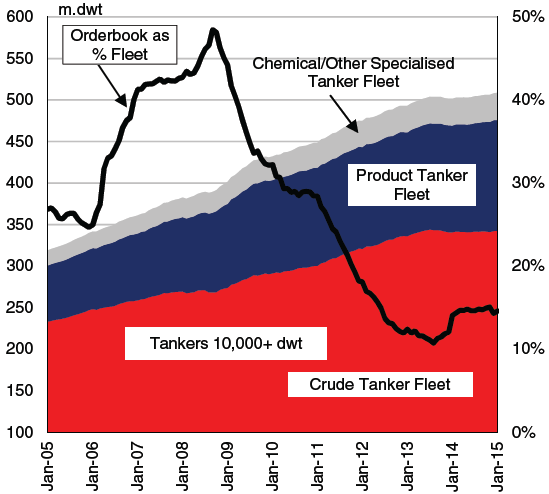 600
m.dwt
50%
Orderbook as
% Fleet
Chemical/Other Specialised
Tanker Fleet
550
500
40%
450
400
30%
Product Tanker
Fleet
350
300
20%
250
200
10%
Tankers 10,000+ dwt
150
Crude Tanker Fleet
100
0%
Jan-05
Jan-06
Jan-07
Jan-08
Jan-09
Jan-10
Jan-11
Jan-12
Jan-13
Jan-14
Jan-15